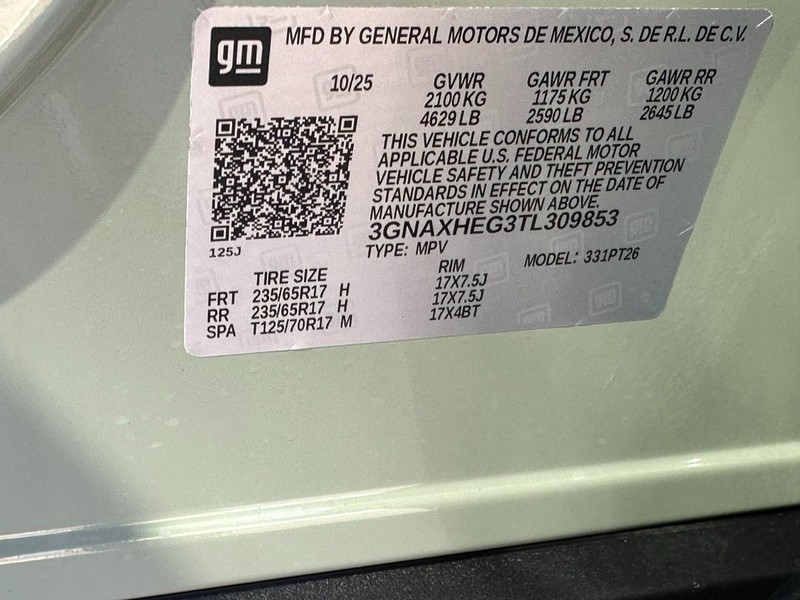 gm
MFD BY GENERAL MOTORS DE MEXICO, S. DE R.L. DE C.V.
10/25 GVWR GAWR FRT GAWR RR
2100 KG 1175 KG 1200 KG
4629 LB 2590 LB 2645 LB
THIS VEHICLE CONFORMS TO ALL
APPLICABLE U.S. FEDERAL MOTOR
VEHICLE SAFETY AND THEFT PREVENTION
STANDARDS IN EFFECT ON THE DATE OF
MANUFACTURE SHOWN ABOVE.
3GNAXHEG3TL309853
125J
TYPE: MPV MODEL: 331PT26
TIRE SIZE RIM
FRT 235/65R17 H 17X7.5J
RR 235/65R17 H 17X7.5J
SPA T125/70R17 M 17X4BT